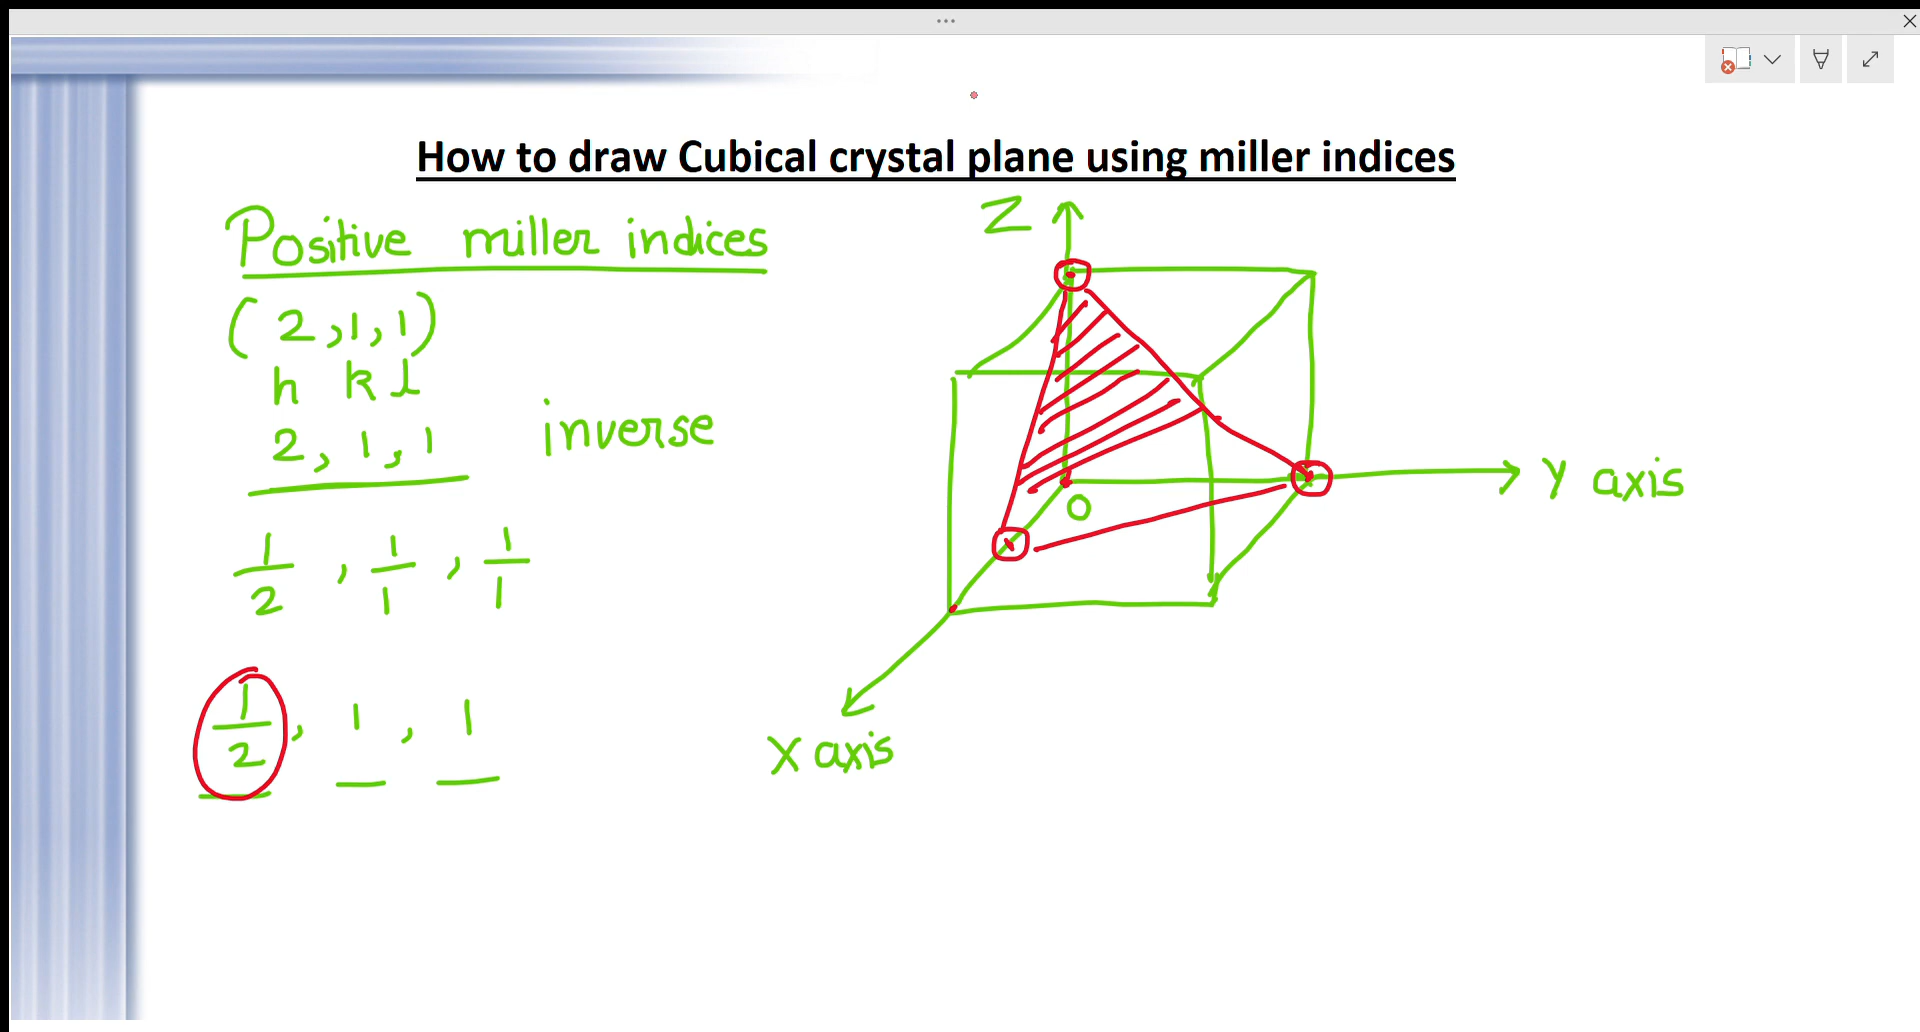 How to draw Cubical crystal plane using miller indices
Positive miller indices
(2,1,1)
h k l
2,1,1 inverse
1/2, 1/1, 1/1
1/2, 1, 1
Z
O
Y axis
X axis